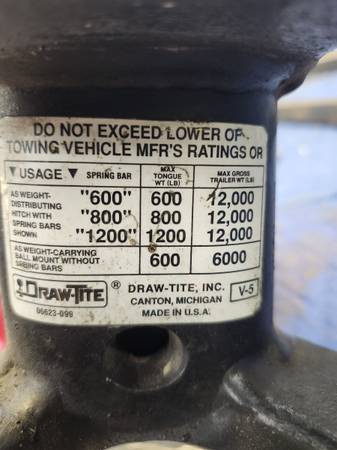 DO NOT EXCEED LOWER OF
TOWING VEHICLE MFR'S RATINGS OR
▼ USAGE ▼ SPRING BAR MAX TONGUE WT (LB) MAX GROSS TRAILER WT (LB)
AS WEIGHT- "600" 600 12,000
DISTRIBUTING
HITCH WITH "800" 800 12,000
SPRING BARS
SHOWN "1200" 1200 12,000
AS WEIGHT-CARRYING
BALL MOUNT WITHOUT 600 6000
SPRING BARS
DRAW-TITE ® DRAW-TITE, INC.
CANTON, MICHIGAN V-5
06623-099 MADE IN U.S.A.